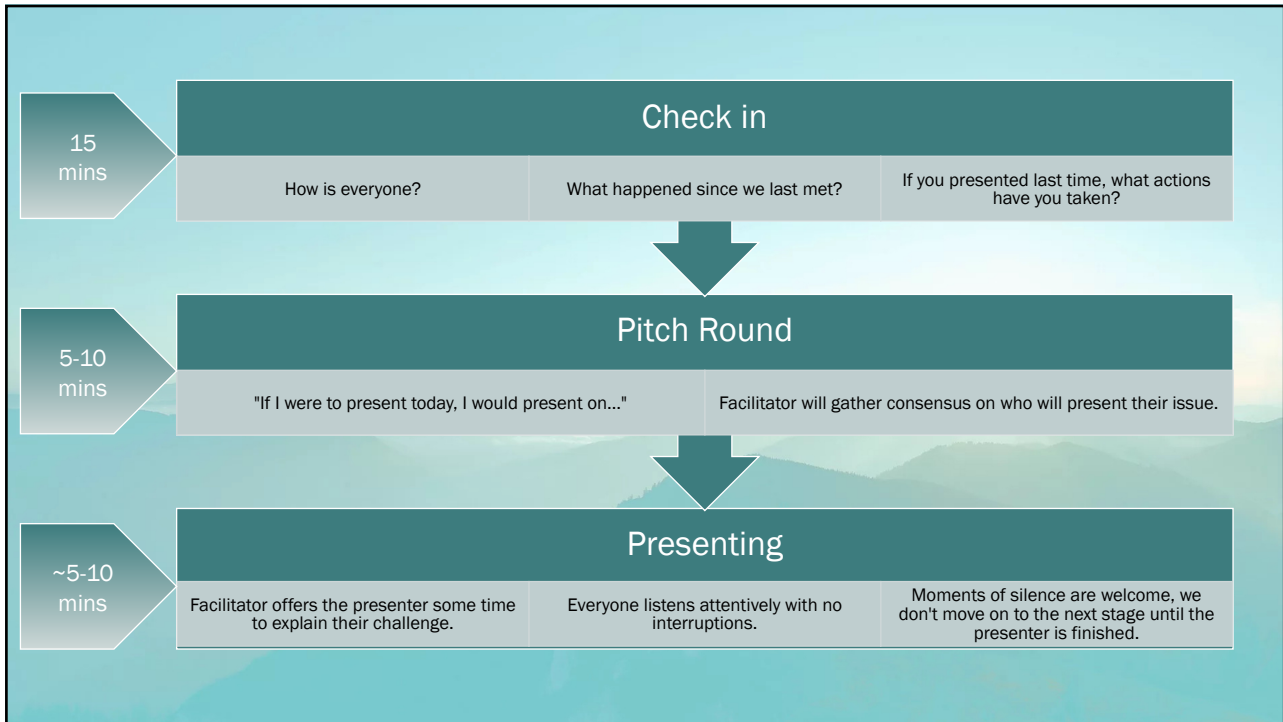 15
mins
Check in
How is everyone?
What happened since we last met?
If you presented last time, what actions
have you taken?
5-10
mins
Pitch Round
"If I were to present today, I would present on..."
Facilitator will gather consensus on who will present their issue.
~5-10
mins
Presenting
Facilitator offers the presenter some time
to explain their challenge.
Everyone listens attentively with no
interruptions.
Moments of silence are welcome, we
don't move on to the next stage until the
presenter is finished.